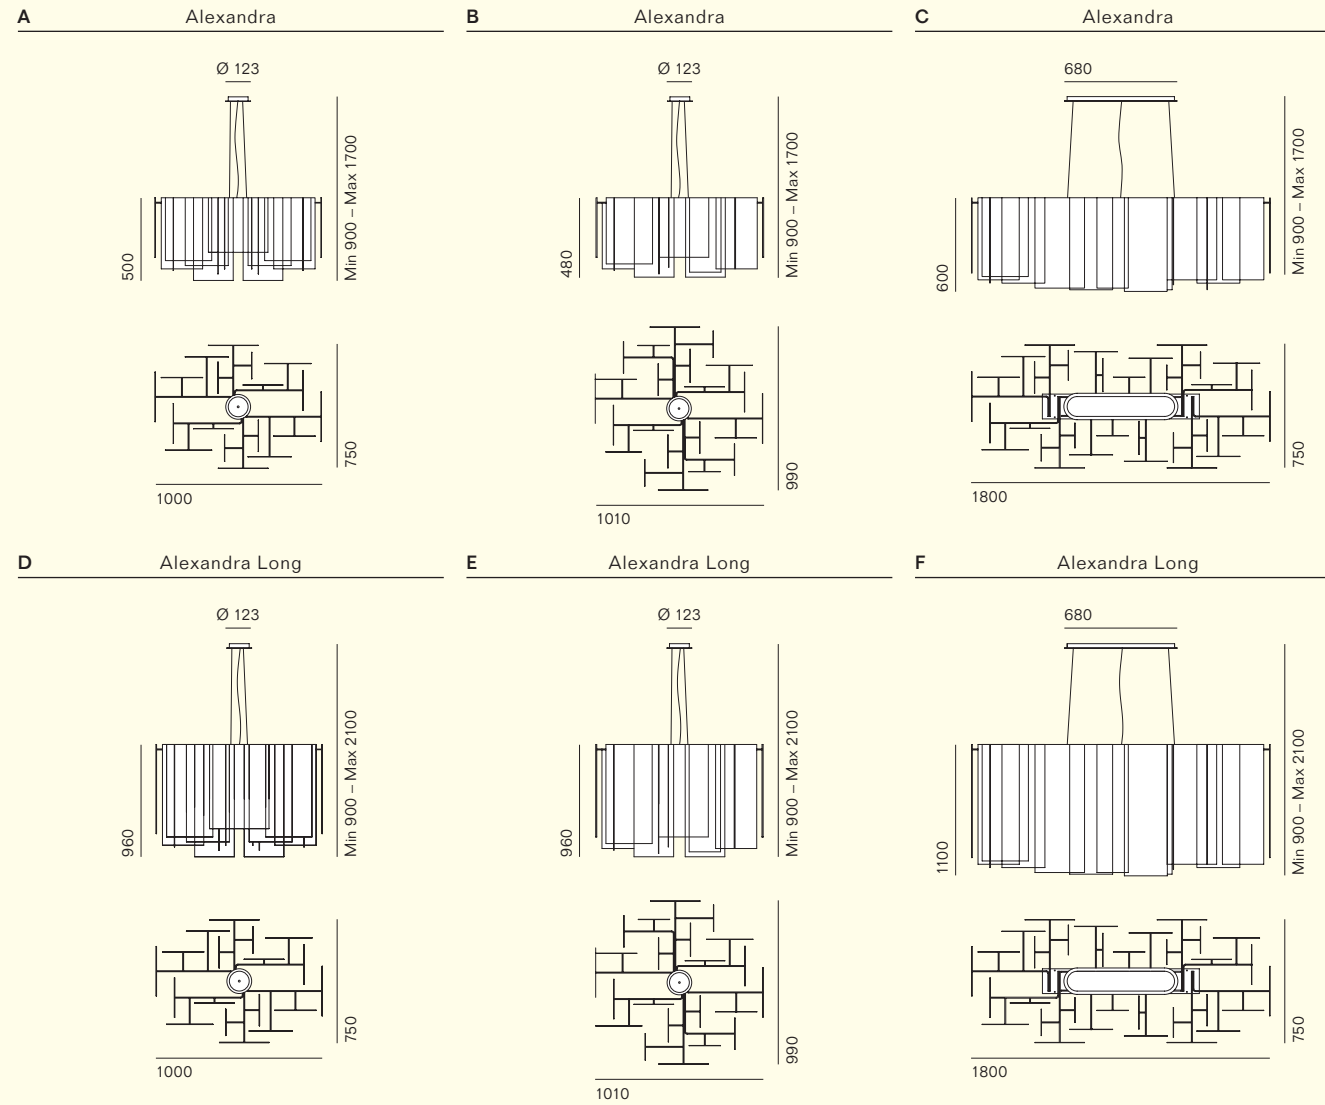 A Alexandra
Ø 123
Min 900 – Max 1700
500
750
1000
B Alexandra
Ø 123
Min 900 – Max 1700
480
990
1010
C Alexandra
680
Min 900 – Max 1700
600
750
1800
D Alexandra Long
Ø 123
Min 900 – Max 2100
960
750
1000
E Alexandra Long
Ø 123
Min 900 – Max 2100
960
990
1010
F Alexandra Long
680
Min 900 – Max 2100
1100
750
1800